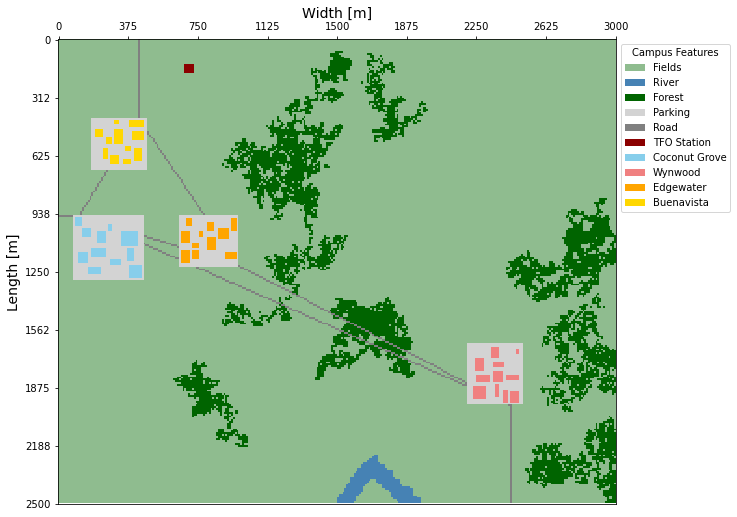 Width [m]
0 375 750 1125 1500 1875 2250 2625 3000
Length [m]
0
312
625
938
1250
1562
1875
2188
2500
Campus Features
Fields
River
Forest
Parking
Road
TFO Station
Coconut Grove
Wynwood
Edgewater
Buenavista